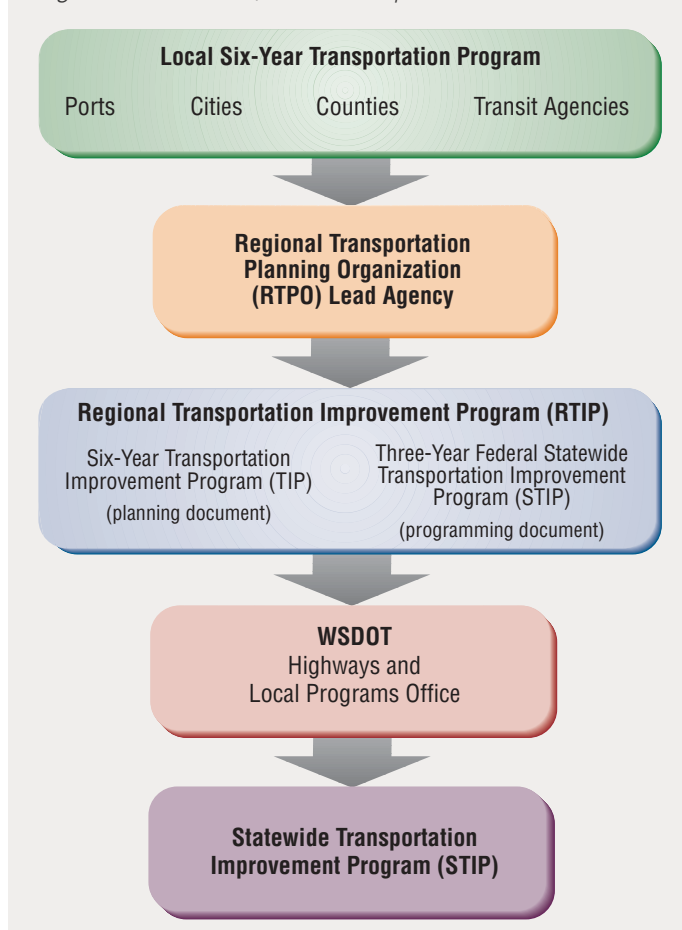 Local Six-Year Transportation Program
Ports Cities Counties Transit Agencies
Regional Transportation
Planning Organization
(RTPO) Lead Agency
Regional Transportation Improvement Program (RTIP)
Six-Year Transportation
Improvement Program (TIP)
(planning document)
Three-Year Federal Statewide
Transportation Improvement
Program (STIP)
(programming document)
WSDOT
Highways and
Local Programs Office
Statewide Transportation
Improvement Program (STIP)